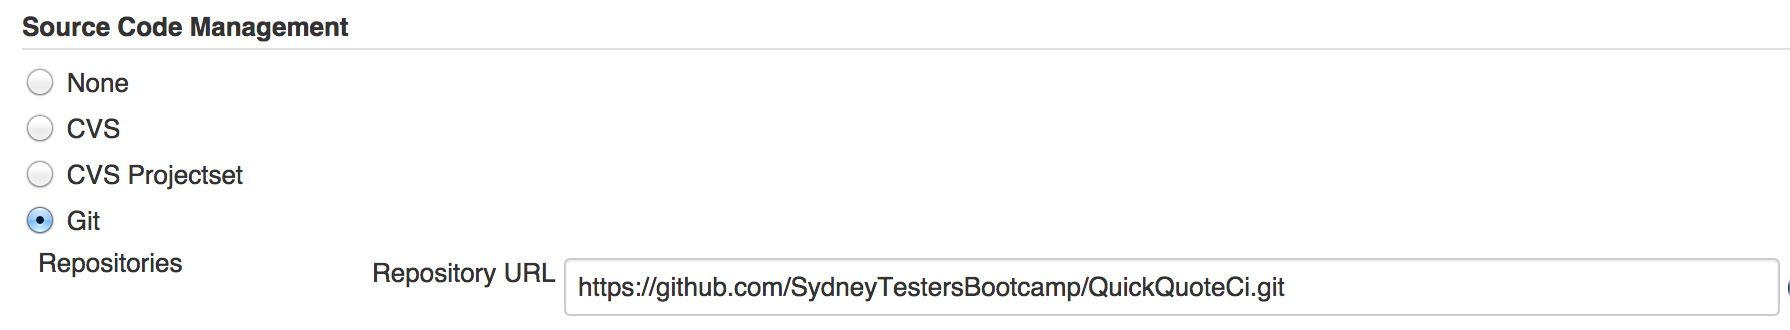 Source Code Management
None
CVS
CVS Projectset
Git
Repositories
Repository URL https://github.com/SydneyTestersBootcamp/QuickQuoteCi.git